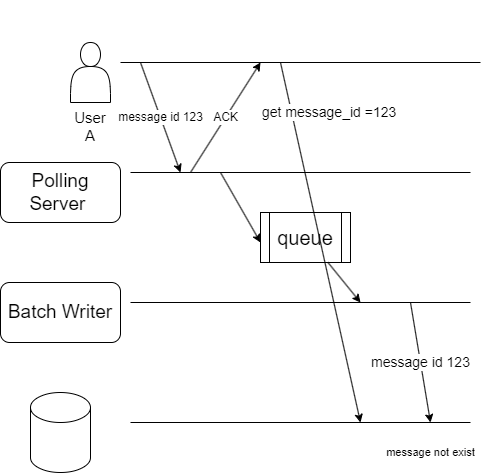 User
A
message id 123
ACK
get message_id =123
Polling
Server
queue
Batch Writer
message id 123
message not exist